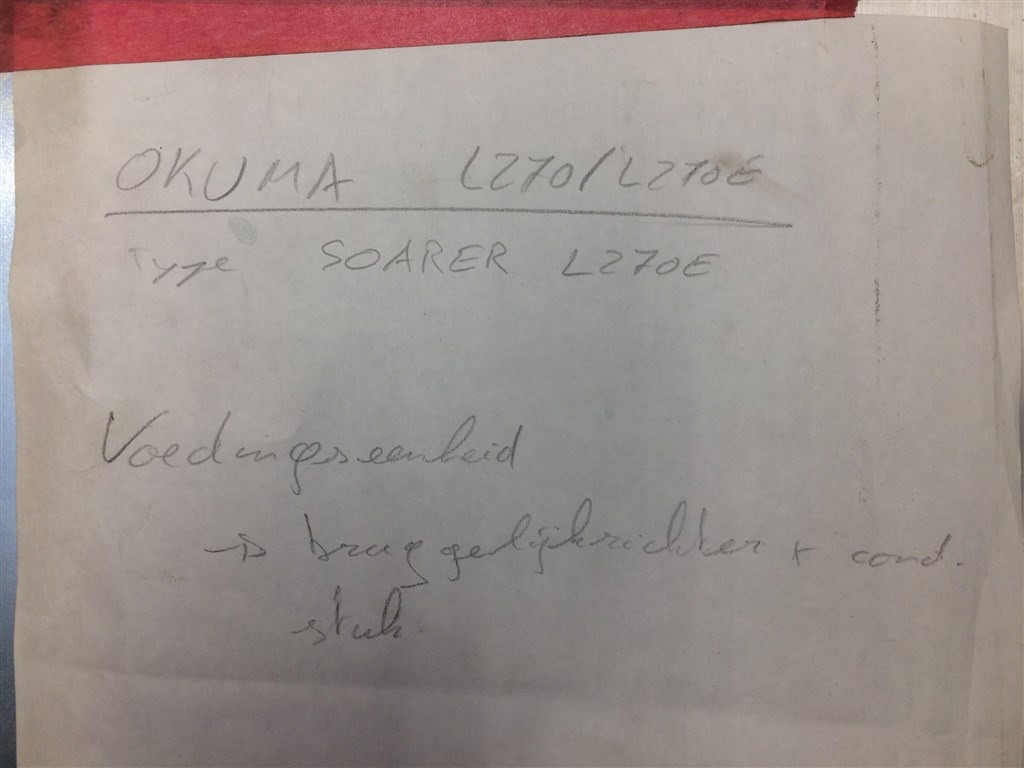 OKUMA L270/L270E
Type SOARER L270E
Voedingseenheid
→ bruggelijkrichter + cond.
stuk.